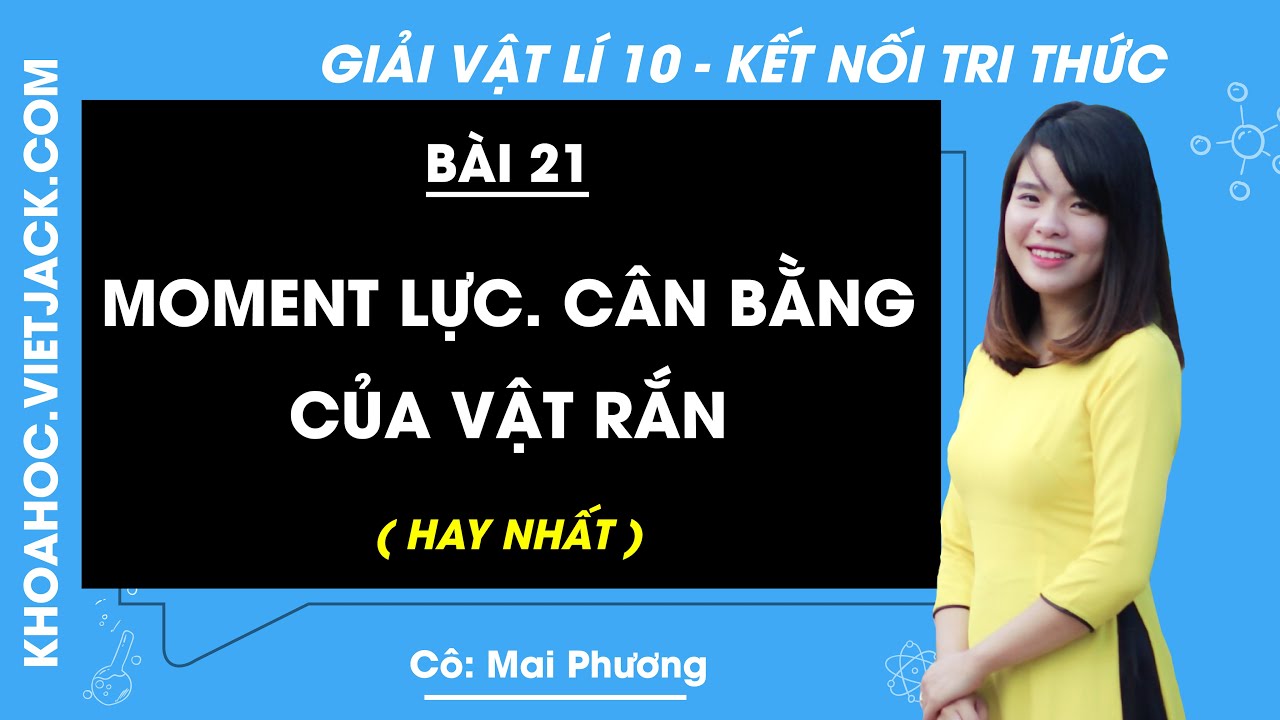 GIẢI VẬT LÍ 10 - KẾT NỐI TRI THỨC
KHOAHOC.VIETJACK.COM
BÀI 21
MOMENT LỰC. CÂN BẰNG
CỦA VẬT RẮN
( HAY NHẤT )
Cô: Mai Phương